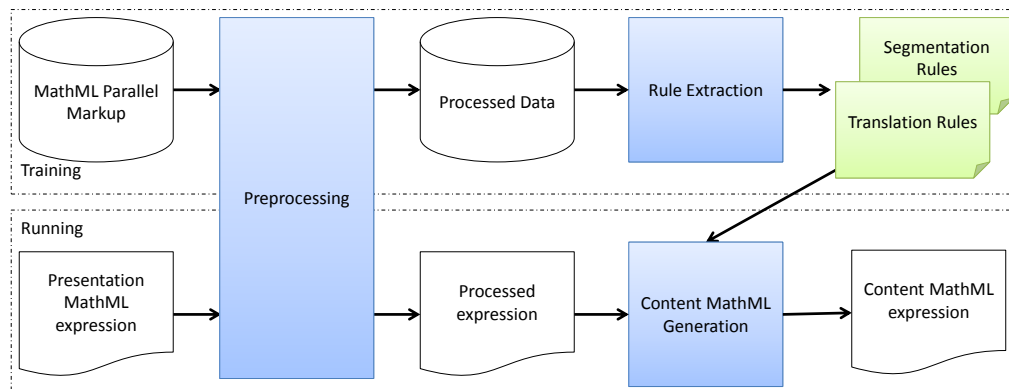 MathML Parallel
Markup
Processed Data
Rule Extraction
Segmentation
Rules
Translation Rules
Training
Preprocessing
Running
Presentation
MathML
expression
Processed
expression
Content MathML
Generation
Content MathML
expression